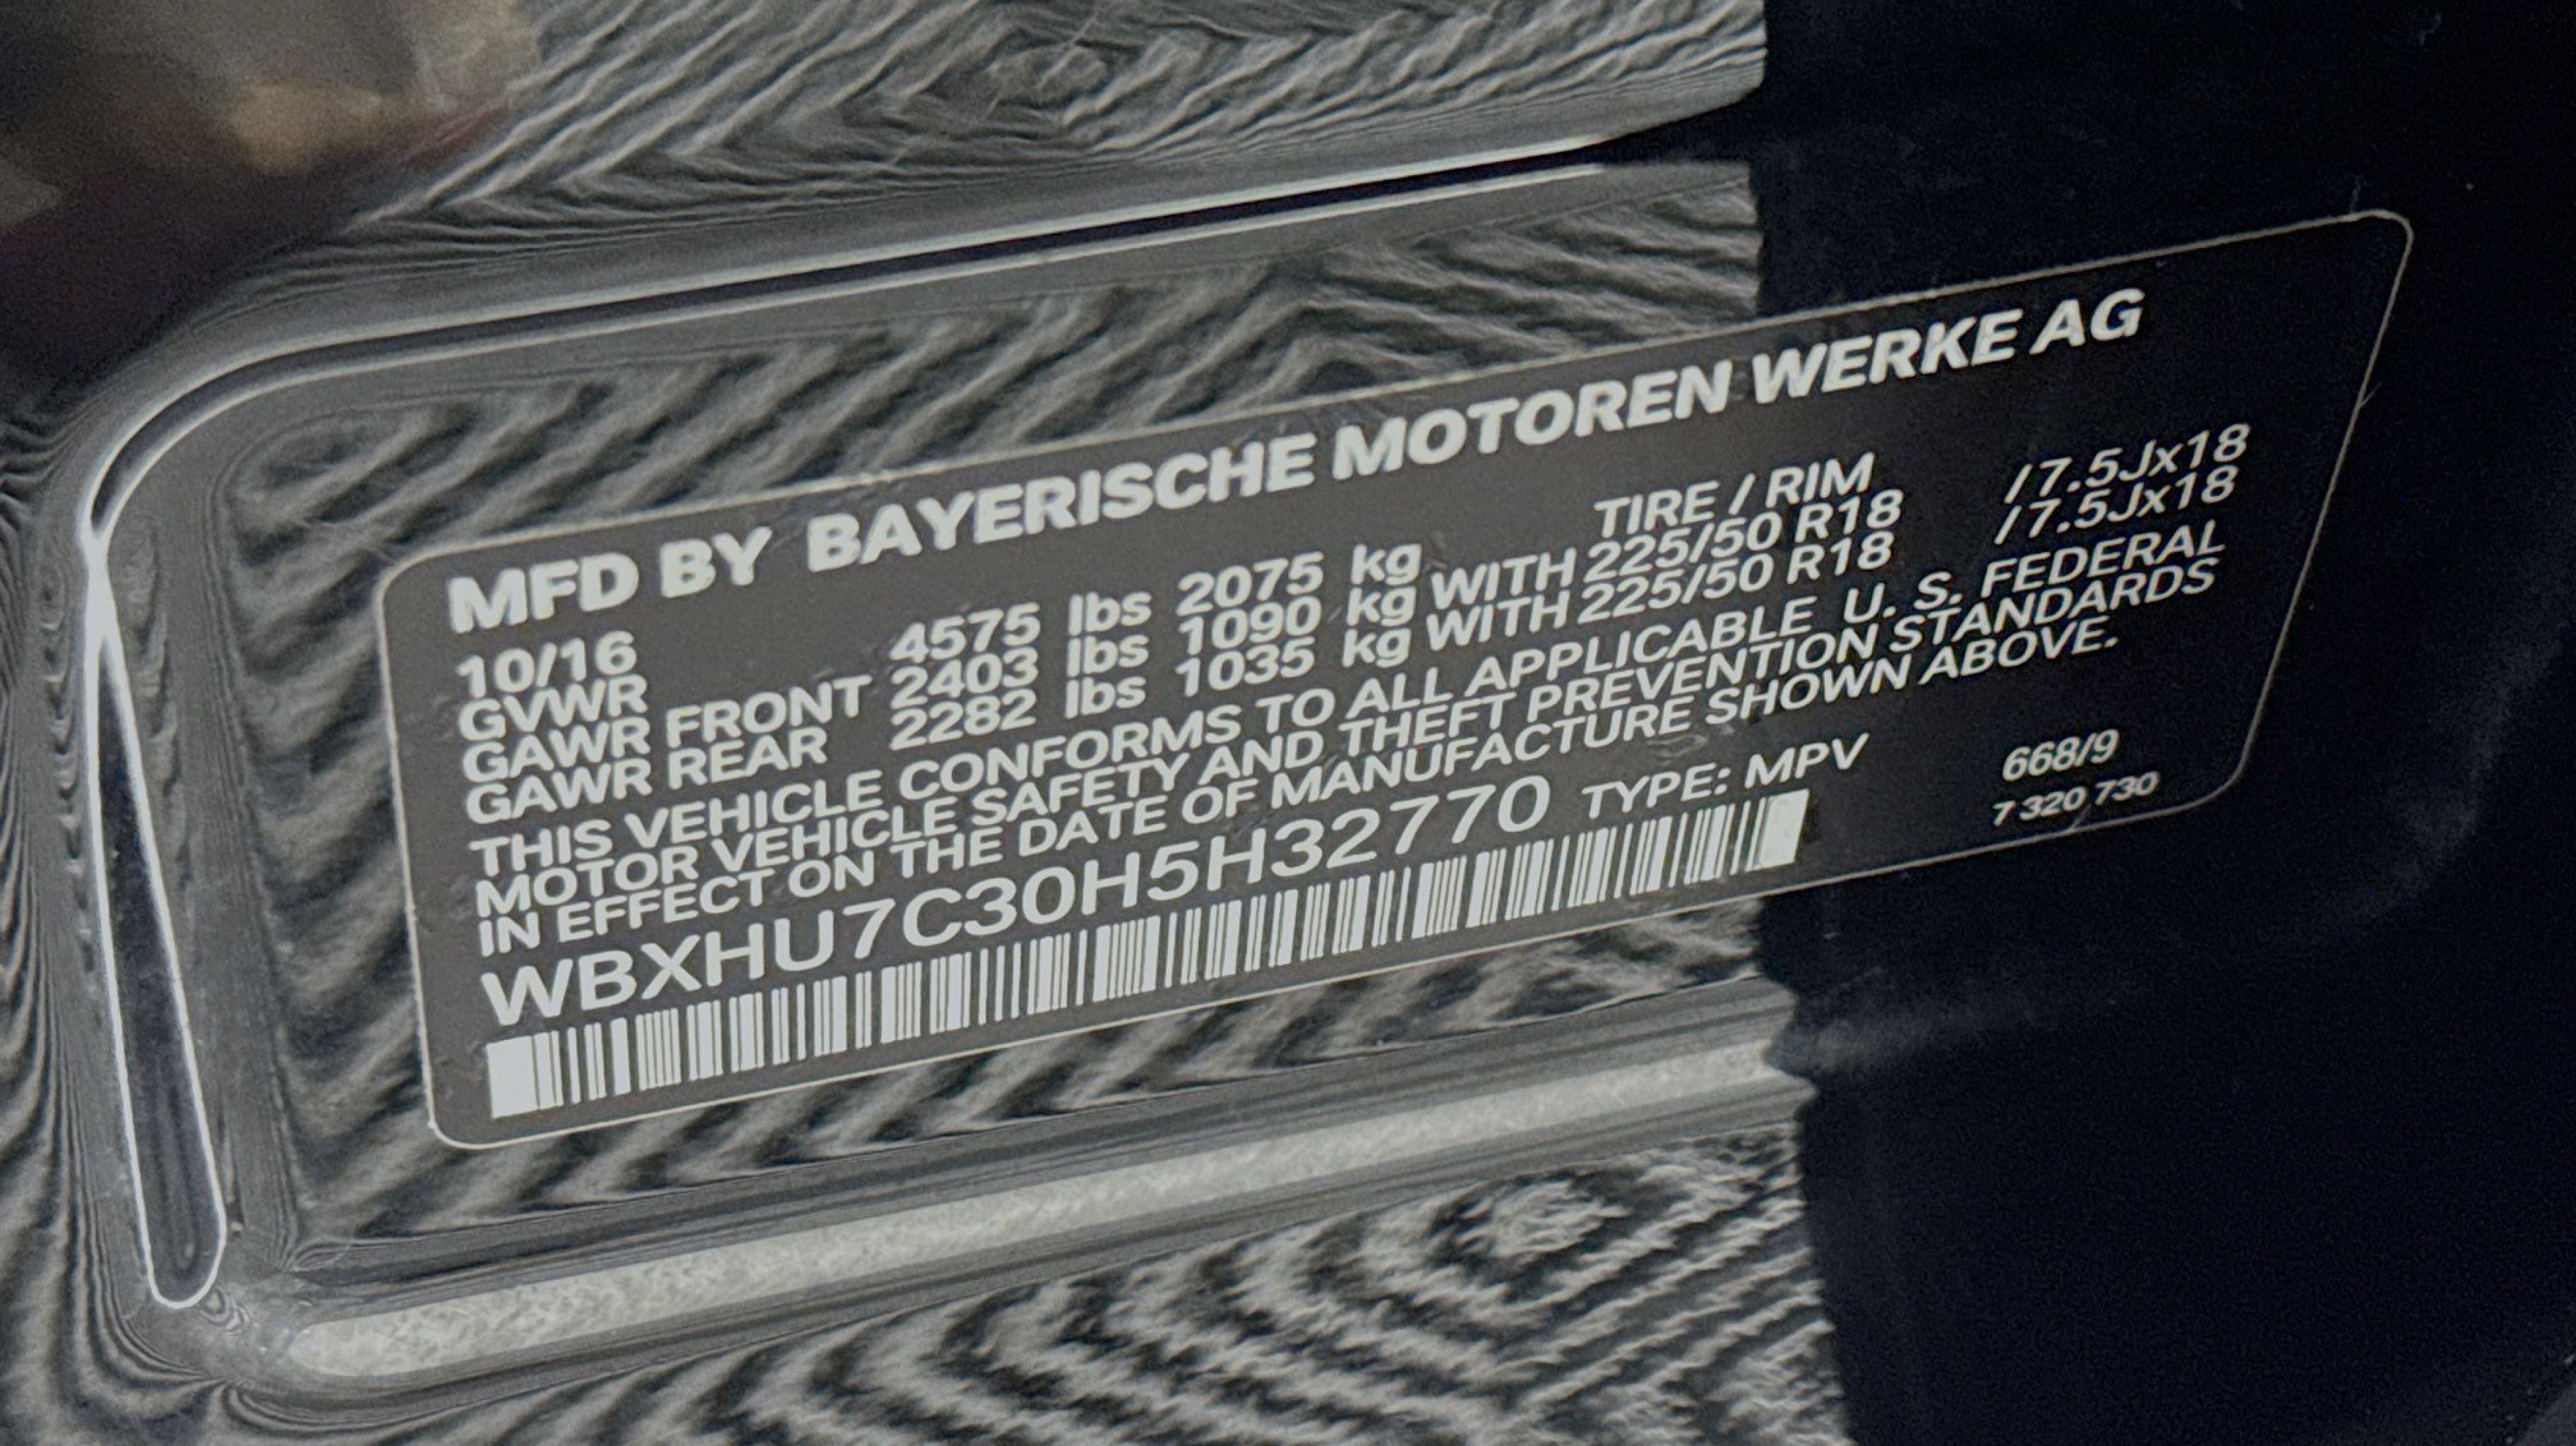 MFD BY BAYERISCHE MOTOREN WERKE AG
10/16 TIRE / RIM
GVWR 4575 lbs 2075 kg
GAWR FRONT 2403 lbs 1090 kg WITH 225/50 R18 / 7.5Jx18
GAWR REAR 2282 lbs 1035 kg WITH 225/50 R18 / 7.5Jx18
THIS VEHICLE CONFORMS TO ALL APPLICABLE U. S. FEDERAL
MOTOR VEHICLE SAFETY AND THEFT PREVENTION STANDARDS
IN EFFECT ON THE DATE OF MANUFACTURE SHOWN ABOVE.
WBXHU7C30H5H32770 TYPE: MPV
668/9
7 320 730